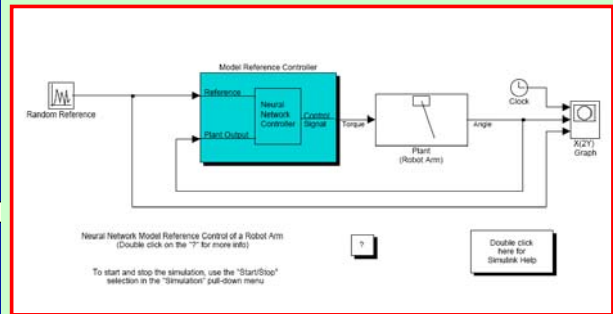 Model Reference Controller
Reference
Neural
Network
Controller
Control
Signal
Plant Output
Random Reference
Torque
Plant
(Robot Arm)
Angle
Clock
X(2Y)
Graph
Neural Network Model Reference Control of a Robot Arm
(Double click on the "?" for more info)
?
Double click
here for
Simulink Help
To start and stop the simulation, use the "Start/Stop"
selection in the "Simulation" pull-down menu